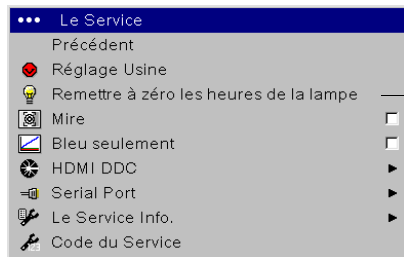 Le Service
Précédent
Réglage Usine
Remettre à zéro les heures de la lampe
Mire
Bleu seulement
HDMI DDC
Serial Port
Le Service Info.
Code du Service